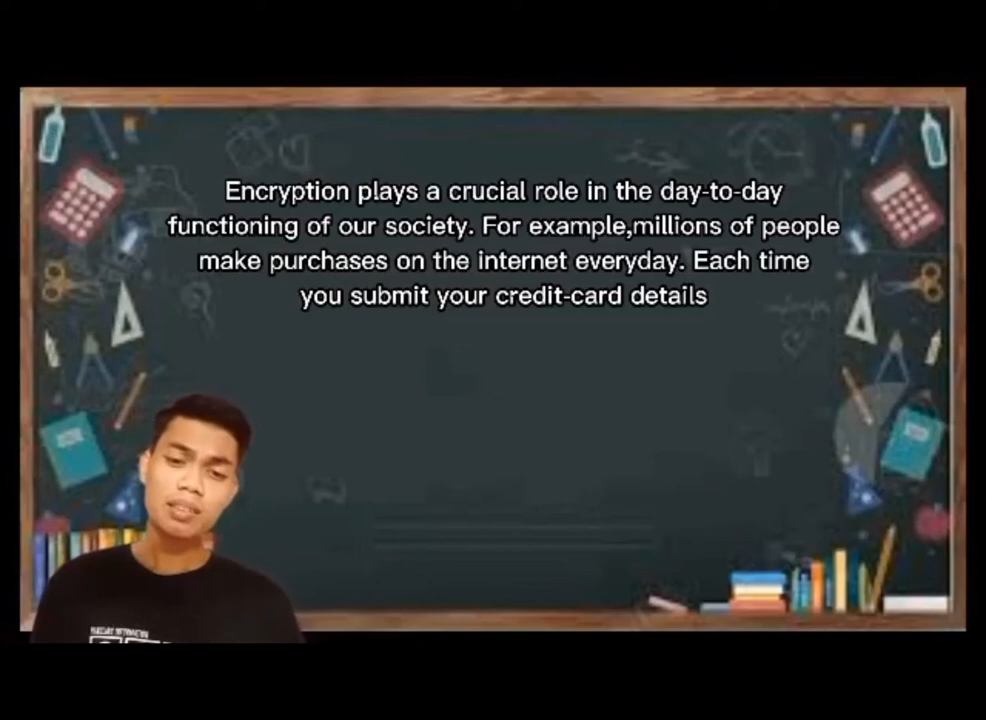 Encryption plays a crucial role in the day-to-day
functioning of our society. For example,millions of people
make purchases on the internet everyday. Each time
you submit your credit-card details